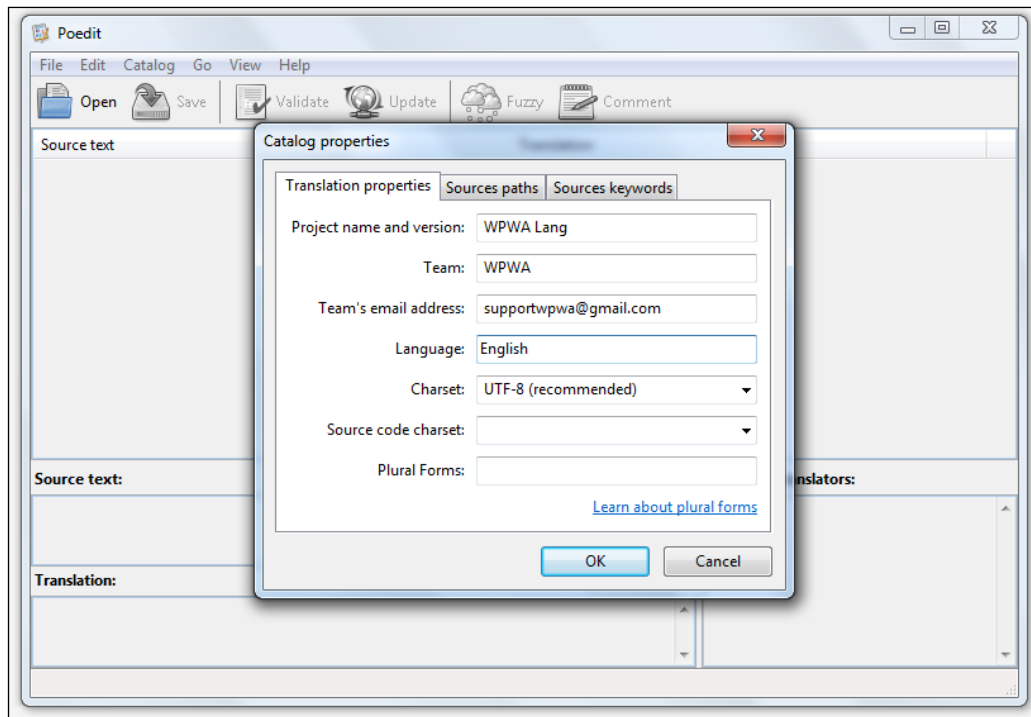 Poedit
File Edit Catalog Go View Help
Open Save Validate Update Fuzzy Comment
Source text Translation
Catalog properties
Translation properties Sources paths Sources keywords
Project name and version: WPWA Lang
Team: WPWA
Team's email address: supportwpwa@gmail.com
Language: English
Charset: UTF-8 (recommended)
Source code charset:
Plural Forms:
Learn about plural forms
OK Cancel
Source text:
nslators:
Translation: